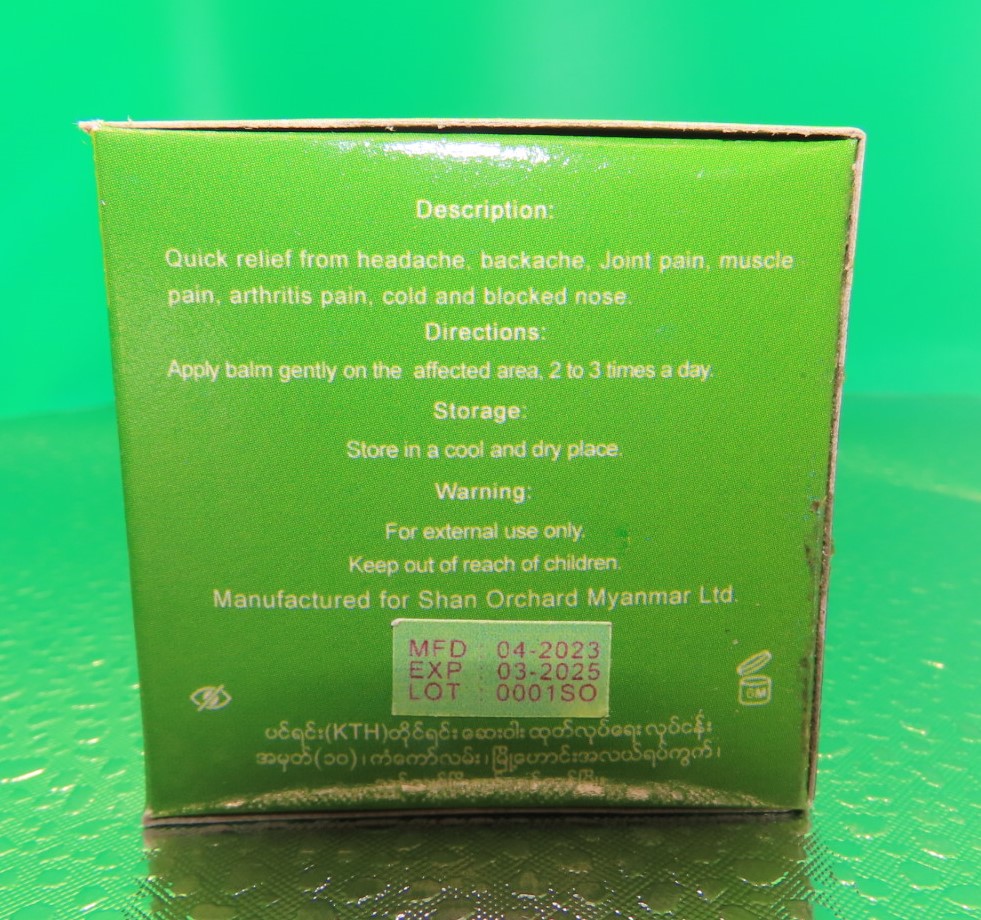 Description:
Quick relief from headache, backache, Joint pain, muscle
pain, arthritis pain, cold and blocked nose.
Directions:
Apply balm gently on the affected area, 2 to 3 times a day.
Storage:
Store in a cool and dry place.
Warning:
For external use only.
Keep out of reach of children.
Manufactured for Shan Orchard Myanmar Ltd.
MFD : 04-2023
EXP : 03-2025
LOT : 0001SO
6M
ပင်ရင်း(KTH)တိုင်ရင်း ဆေးဝါး ထုတ်လုပ်ရေး လုပ်ငန်း
အမှတ်(၁၀)၊ ကံကော်လမ်း ၊ မြို့ဟောင်းအလယ်ရပ်ကွက် ၊